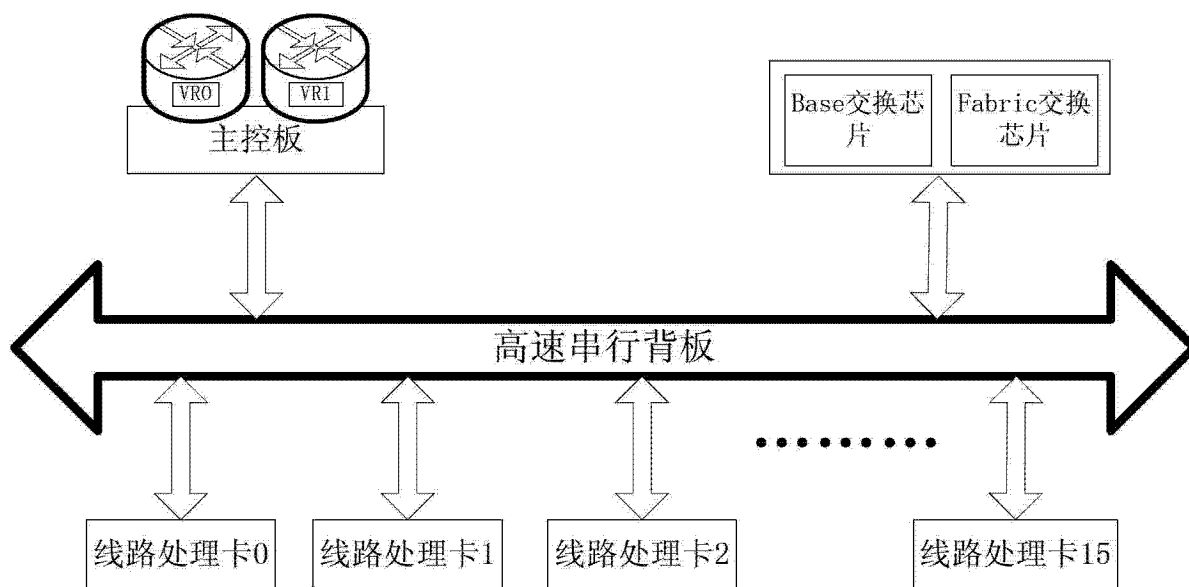 VR0
VR1
主控板
Base交换芯
片
Fabric交换
芯片
高速串行背板
线路处理卡0
线路处理卡1
线路处理卡2
线路处理卡15